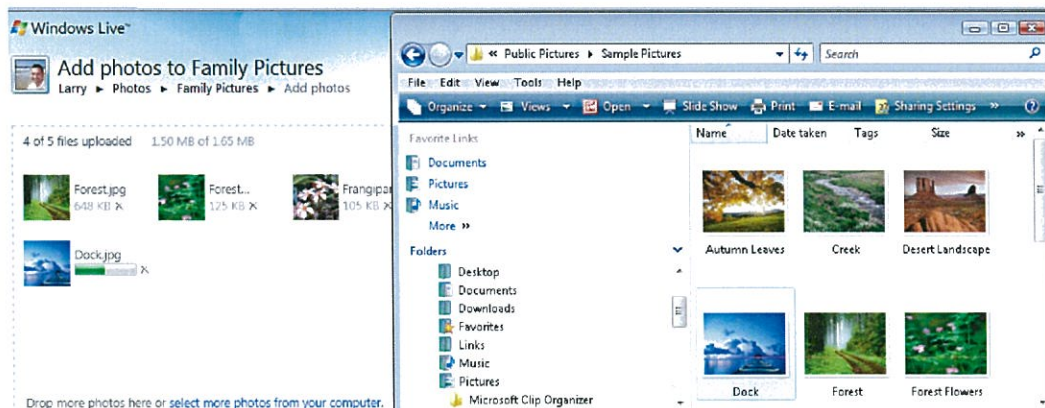 Windows Live™
Add photos to Family Pictures
Larry ▸ Photos ▸ Family Pictures ▸ Add photos
4 of 5 files uploaded 1.50 MB of 1.65 MB
Forest.jpg
648 KB ×
Forest...
125 KB ×
Frangipa
105 KB ×
Dock.jpg
×
Drop more photos here or select more photos from your computer.
« Public Pictures ▸ Sample Pictures
Search
File Edit View Tools Help
Organize Views Open Slide Show Print E-mail Sharing Settings »
Favorite Links
Documents
Pictures
Music
More »
Folders
Desktop
Documents
Downloads
Favorites
Links
Music
Pictures
Microsoft Clip Organizer
Name Date taken Tags Size »
Autumn Leaves Creek Desert Landscape
Dock Forest Forest Flowers